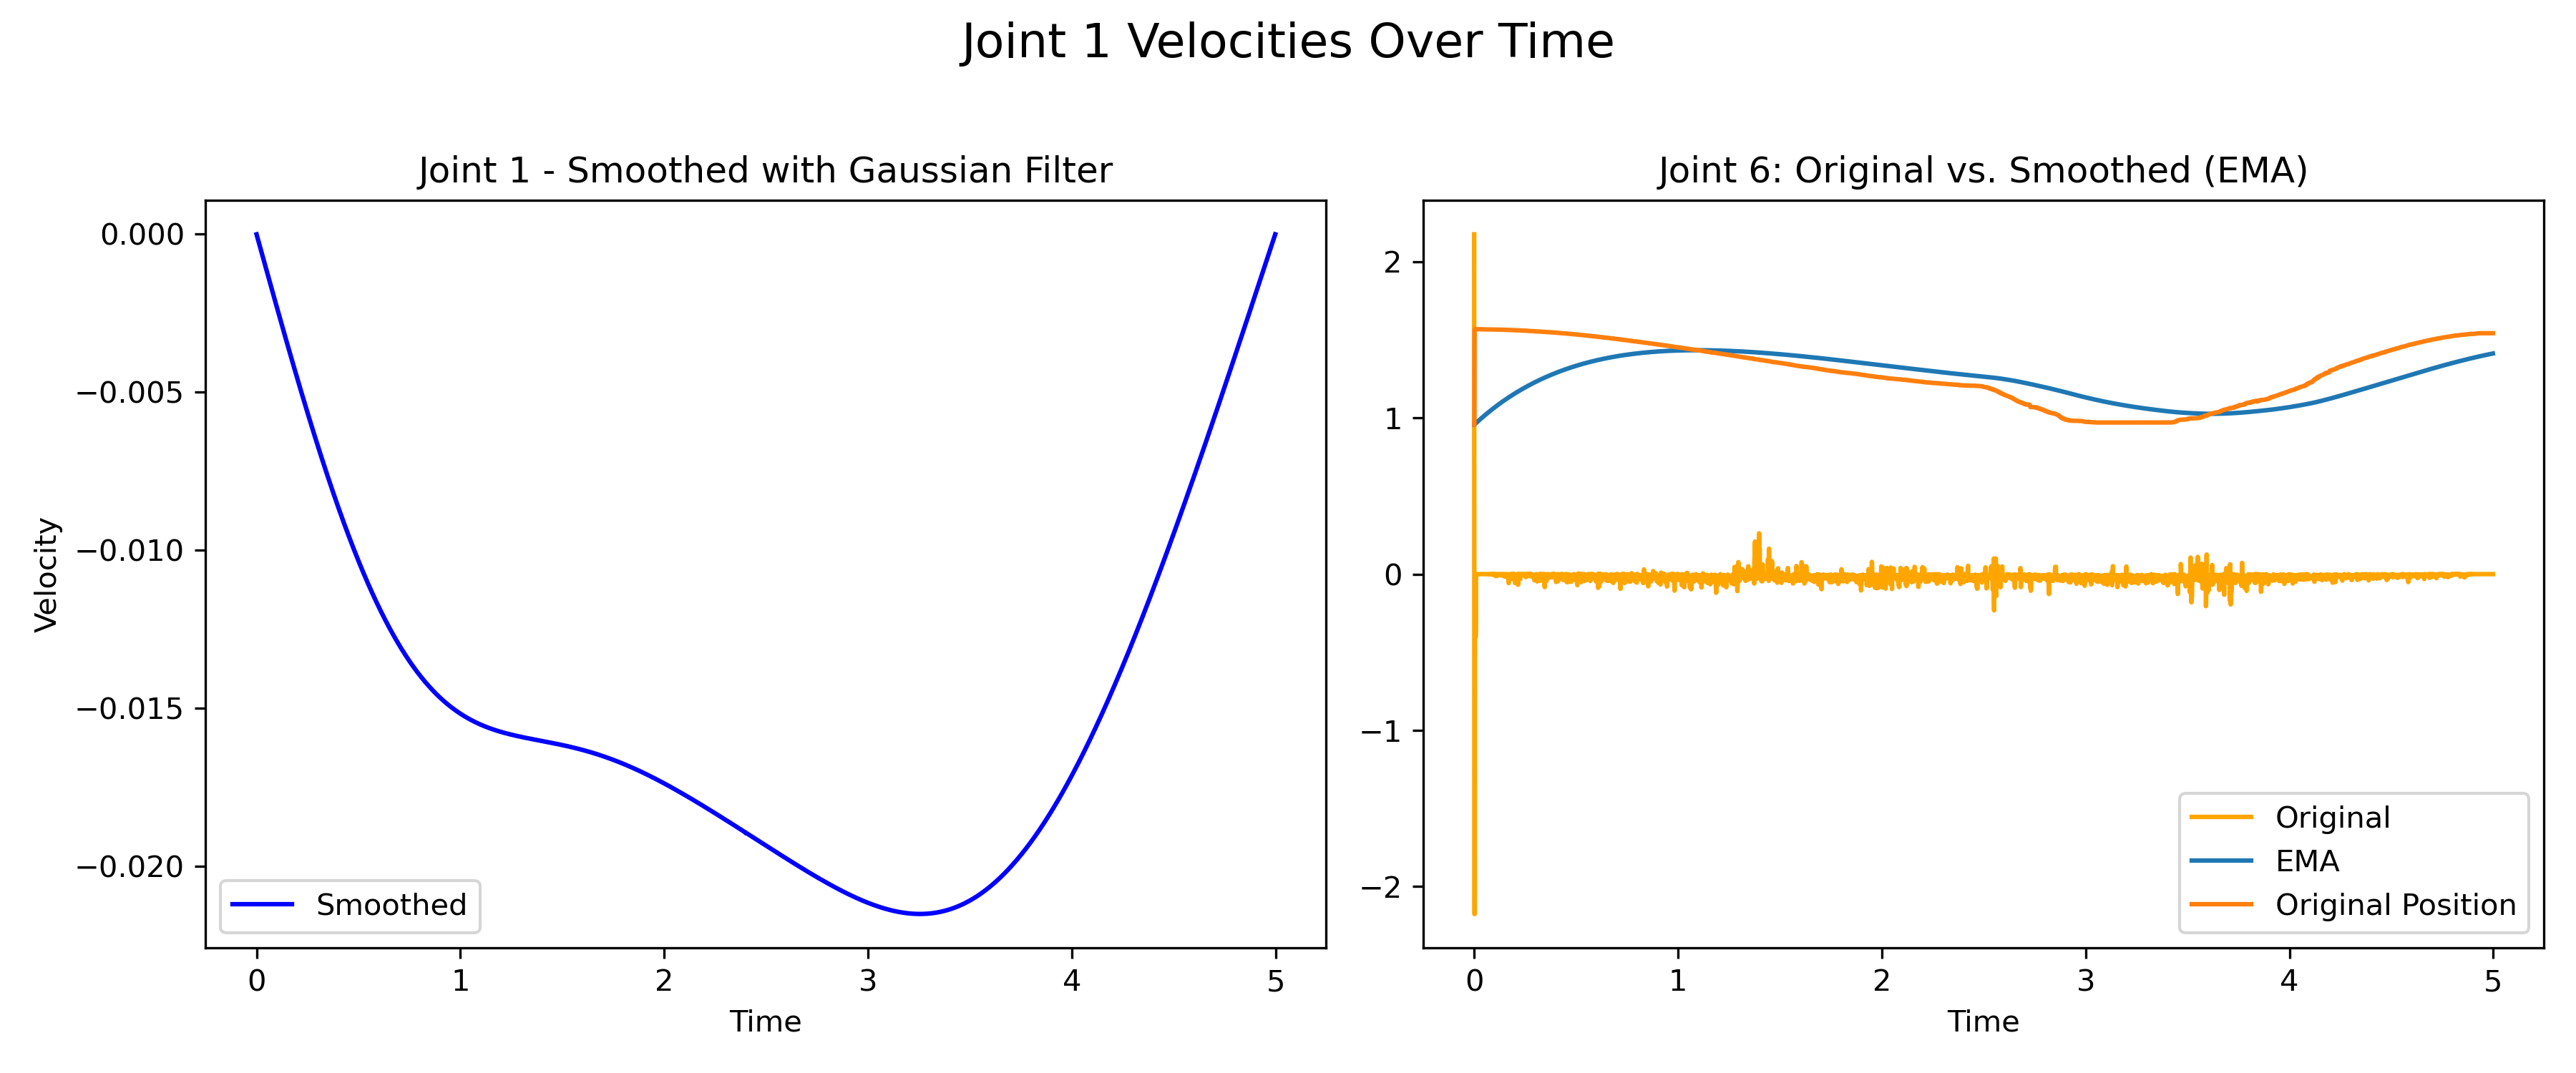 Joint 1 Velocities Over Time
Joint 1 - Smoothed with Gaussian Filter
0.000
−0.005
−0.010
−0.015
−0.020
Velocity
Smoothed
0 1 2 3 4 5
Time
Joint 6: Original vs. Smoothed (EMA)
2
1
0
−1
−2
Original
EMA
Original Position
0 1 2 3 4 5
Time